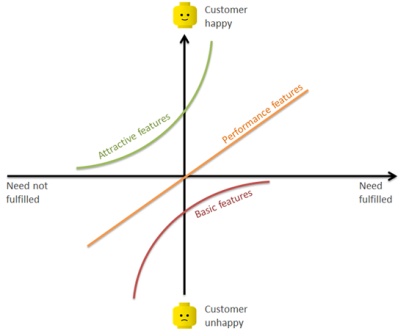 Customer
happy
Attractive features
Performance features
Need not
fulfilled
Need
fulfilled
Basic features
Customer
unhappy